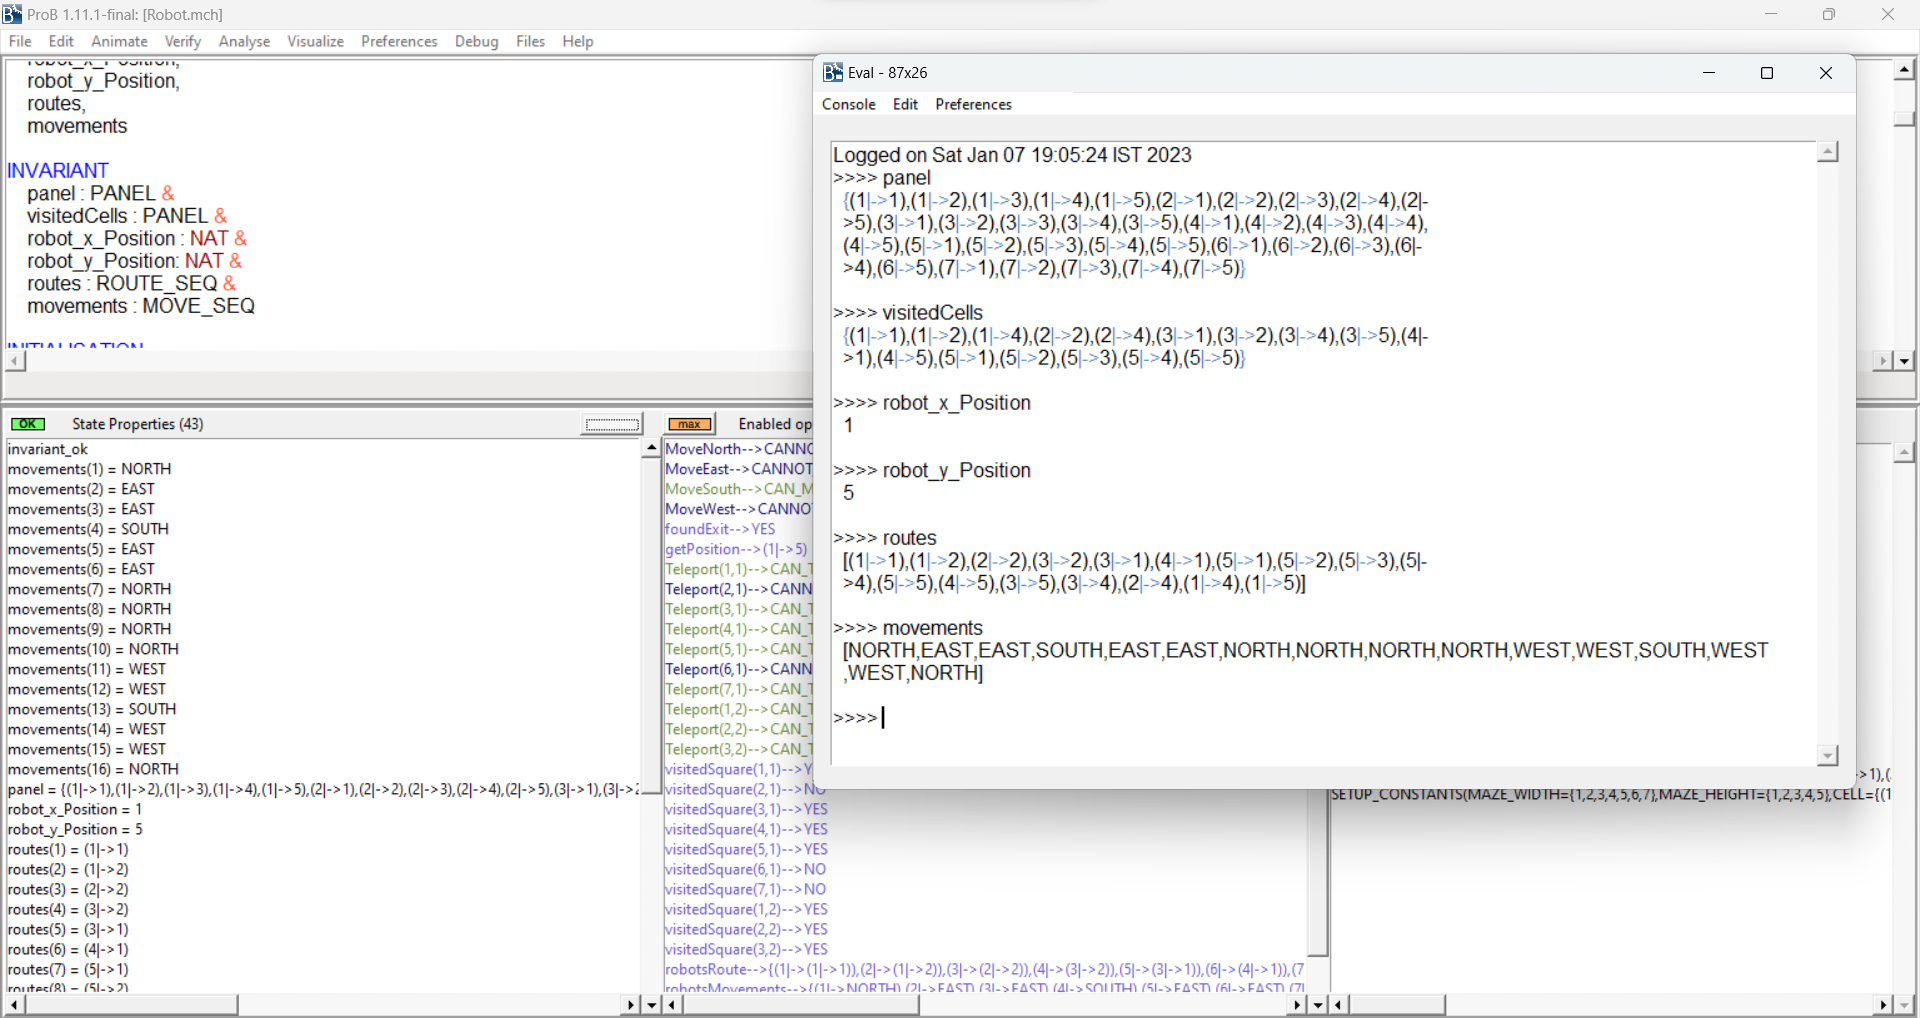 ProB 1.11.1-final: [Robot.mch]
File Edit Animate Verify Analyse Visualize Preferences Debug Files Help
robot_x_Position,
robot_y_Position,
routes,
movements
INVARIANT
panel : PANEL &
visitedCells : PANEL &
robot_x_Position : NAT &
robot_y_Position: NAT &
routes : ROUTE_SEQ &
movements : MOVE_SEQ
INITIALISATION
Eval - 87x26
Console Edit Preferences
Logged on Sat Jan 07 19:05:24 IST 2023
>>>> panel
{(1|->1),(1|->2),(1|->3),(1|->4),(1|->5),(2|->1),(2|->2),(2|->3),(2|->4),(2|-
>5),(3|->1),(3|->2),(3|->3),(3|->4),(3|->5),(4|->1),(4|->2),(4|->3),(4|->4),
(4|->5),(5|->1),(5|->2),(5|->3),(5|->4),(5|->5),(6|->1),(6|->2),(6|->3),(6|-
>4),(6|->5),(7|->1),(7|->2),(7|->3),(7|->4),(7|->5)}
>>>> visitedCells
{(1|->1),(1|->2),(1|->4),(2|->2),(2|->4),(3|->1),(3|->2),(3|->4),(3|->5),(4|-
>1),(4|->5),(5|->1),(5|->2),(5|->3),(5|->4),(5|->5)}
>>>> robot_x_Position
1
>>>> robot_y_Position
5
>>>> routes
[(1|->1),(1|->2),(2|->2),(3|->2),(3|->1),(4|->1),(5|->1),(5|->2),(5|->3),(5|-
>4),(5|->5),(4|->5),(3|->5),(3|->4),(2|->4),(1|->4),(1|->5)]
>>>> movements
[NORTH,EAST,EAST,SOUTH,EAST,EAST,NORTH,NORTH,NORTH,NORTH,WEST,WEST,SOUTH,WEST
,WEST,NORTH]
>>>>
OK State Properties (43)
invariant_ok
movements(1) = NORTH
movements(2) = EAST
movements(3) = EAST
movements(4) = SOUTH
movements(5) = EAST
movements(6) = EAST
movements(7) = NORTH
movements(8) = NORTH
movements(9) = NORTH
movements(10) = NORTH
movements(11) = WEST
movements(12) = WEST
movements(13) = SOUTH
movements(14) = WEST
movements(15) = WEST
movements(16) = NORTH
panel = {(1|->1),(1|->2),(1|->3),(1|->4),(1|->5),(2|->1),(2|->2),(2|->3),(2|->4),(2|->5),(3|->1),(3|->2
robot_x_Position = 1
robot_y_Position = 5
routes(1) = (1|->1)
routes(2) = (1|->2)
routes(3) = (2|->2)
routes(4) = (3|->2)
routes(5) = (3|->1)
routes(6) = (4|->1)
routes(7) = (5|->1)
routes(8) = (5|->2)
max Enabled op
MoveNorth-->CANNO
MoveEast-->CANNOT
MoveSouth-->CAN_M
MoveWest-->CANNO
foundExit-->YES
getPosition-->(1|->5)
Teleport(1,1)-->CAN_T
Teleport(2,1)-->CANN
Teleport(3,1)-->CAN_T
Teleport(4,1)-->CAN_T
Teleport(5,1)-->CAN_T
Teleport(6,1)-->CANN
Teleport(7,1)-->CAN_T
Teleport(1,2)-->CAN_T
Teleport(2,2)-->CAN_T
Teleport(3,2)-->CAN_T
visitedSquare(1,1)-->Y
visitedSquare(2,1)-->NO
visitedSquare(3,1)-->YES
visitedSquare(4,1)-->YES
visitedSquare(5,1)-->YES
visitedSquare(6,1)-->NO
visitedSquare(7,1)-->NO
visitedSquare(1,2)-->YES
visitedSquare(2,2)-->YES
visitedSquare(3,2)-->YES
robotsRoute-->{(1|->(1|->1)),(2|->(1|->2)),(3|->(2|->2)),(4|->(3|->2)),(5|->(3|->1)),(6|->(4|->1)),(7
robotsMovements-->{(1|->NORTH),(2|->EAST),(3|->EAST),(4|->SOUTH),(5|->EAST),(6|->EAST),(7|
->1),(
SETUP_CONSTANTS(MAZE_WIDTH={1,2,3,4,5,6,7},MAZE_HEIGHT={1,2,3,4,5},CELL={(1